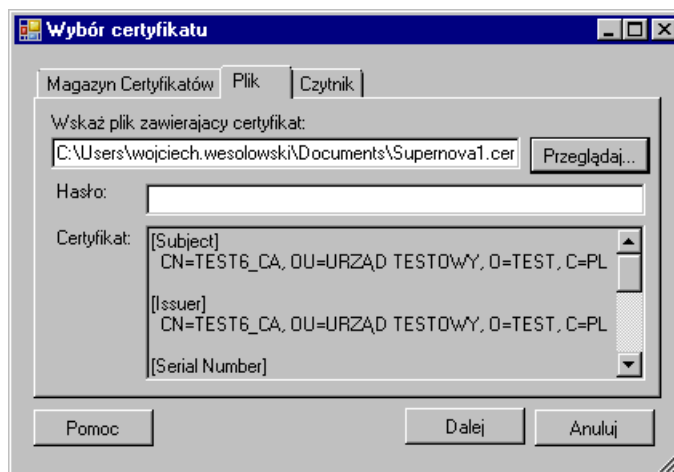 Wybór certyfikatu
Magazyn Certyfikatów Plik Czytnik
Wskaż plik zawierajacy certyfikat:
C:\Users\wojciech.wesolowski\Documents\Supernova1.cer Przeglądaj...
Hasło:
Certyfikat: [Subject]
CN=TEST6_CA, OU=URZĄD TESTOWY, O=TEST, C=PL
[Issuer]
CN=TEST6_CA, OU=URZĄD TESTOWY, O=TEST, C=PL
[Serial Number]
Pomoc Dalej Anuluj